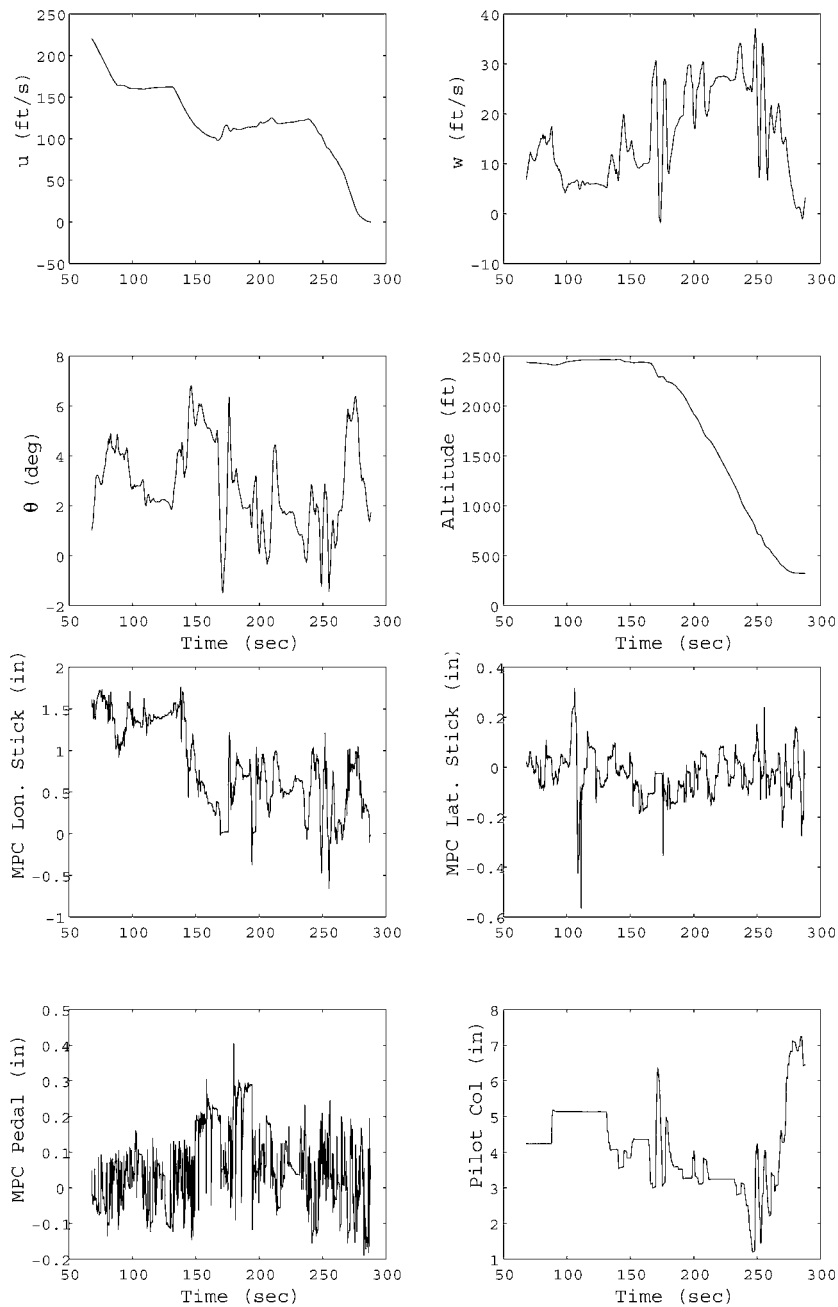 250
200
150
100
50
0
−50
u (ft/s)
50 100 150 200 250 300
40
30
20
10
0
−10
w (ft/s)
50 100 150 200 250 300
8
6
4
2
0
−2
θ (deg)
50 100 150 200 250 300
Time (sec)
2500
2000
1500
1000
500
0
Altitude (ft)
50 100 150 200 250 300
Time (sec)
2
1.5
1
0.5
0
−0.5
−1
MPC Lon. Stick (in)
50 100 150 200 250 300
0.4
0.2
0
−0.2
−0.4
−0.6
MPC Lat. Stick (in)
50 100 150 200 250 300
0.5
0.4
0.3
0.2
0.1
0
−0.1
−0.2
MPC Pedal (in)
50 100 150 200 250 300
Time (sec)
8
7
6
5
4
3
2
1
Pilot Col (in)
50 100 150 200 250 300
Time (sec)